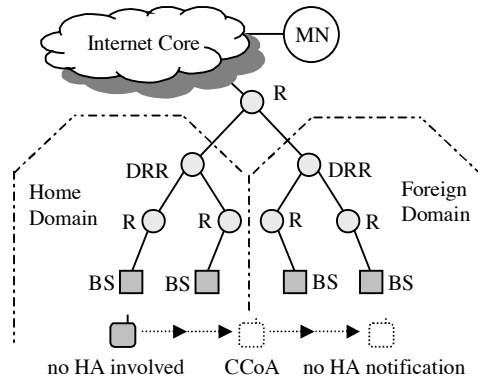 Internet Core
MN
R
DRR
DRR
Home
Domain
Foreign
Domain
R
R
R
R
BS
BS
BS
BS
no HA involved
CCoA
no HA notification